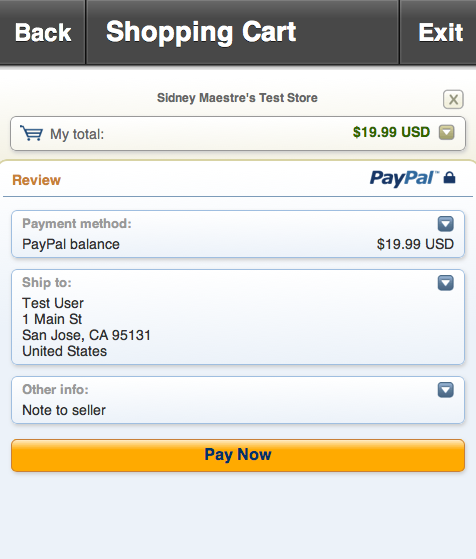 Back Shopping Cart Exit
Sidney Maestre's Test Store X
My total: $19.99 USD
Review PayPal™
Payment method:
PayPal balance $19.99 USD
Ship to:
Test User
1 Main St
San Jose, CA 95131
United States
Other info:
Note to seller
Pay Now